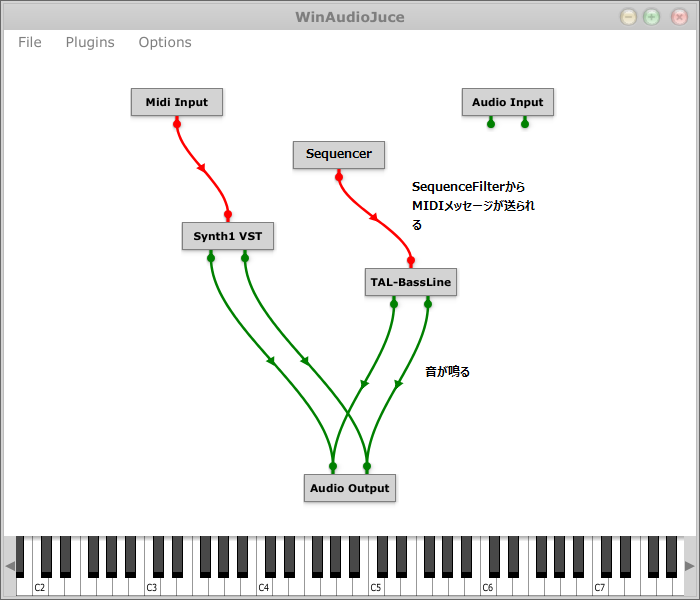 WinAudioJuce
File Plugins Options
Midi Input
Audio Input
Sequencer
SequenceFilterから
MIDIメッセージが送られ
る
Synth1 VST
TAL-BassLine
音が鳴る
Audio Output
C2 C3 C4 C5 C6 C7